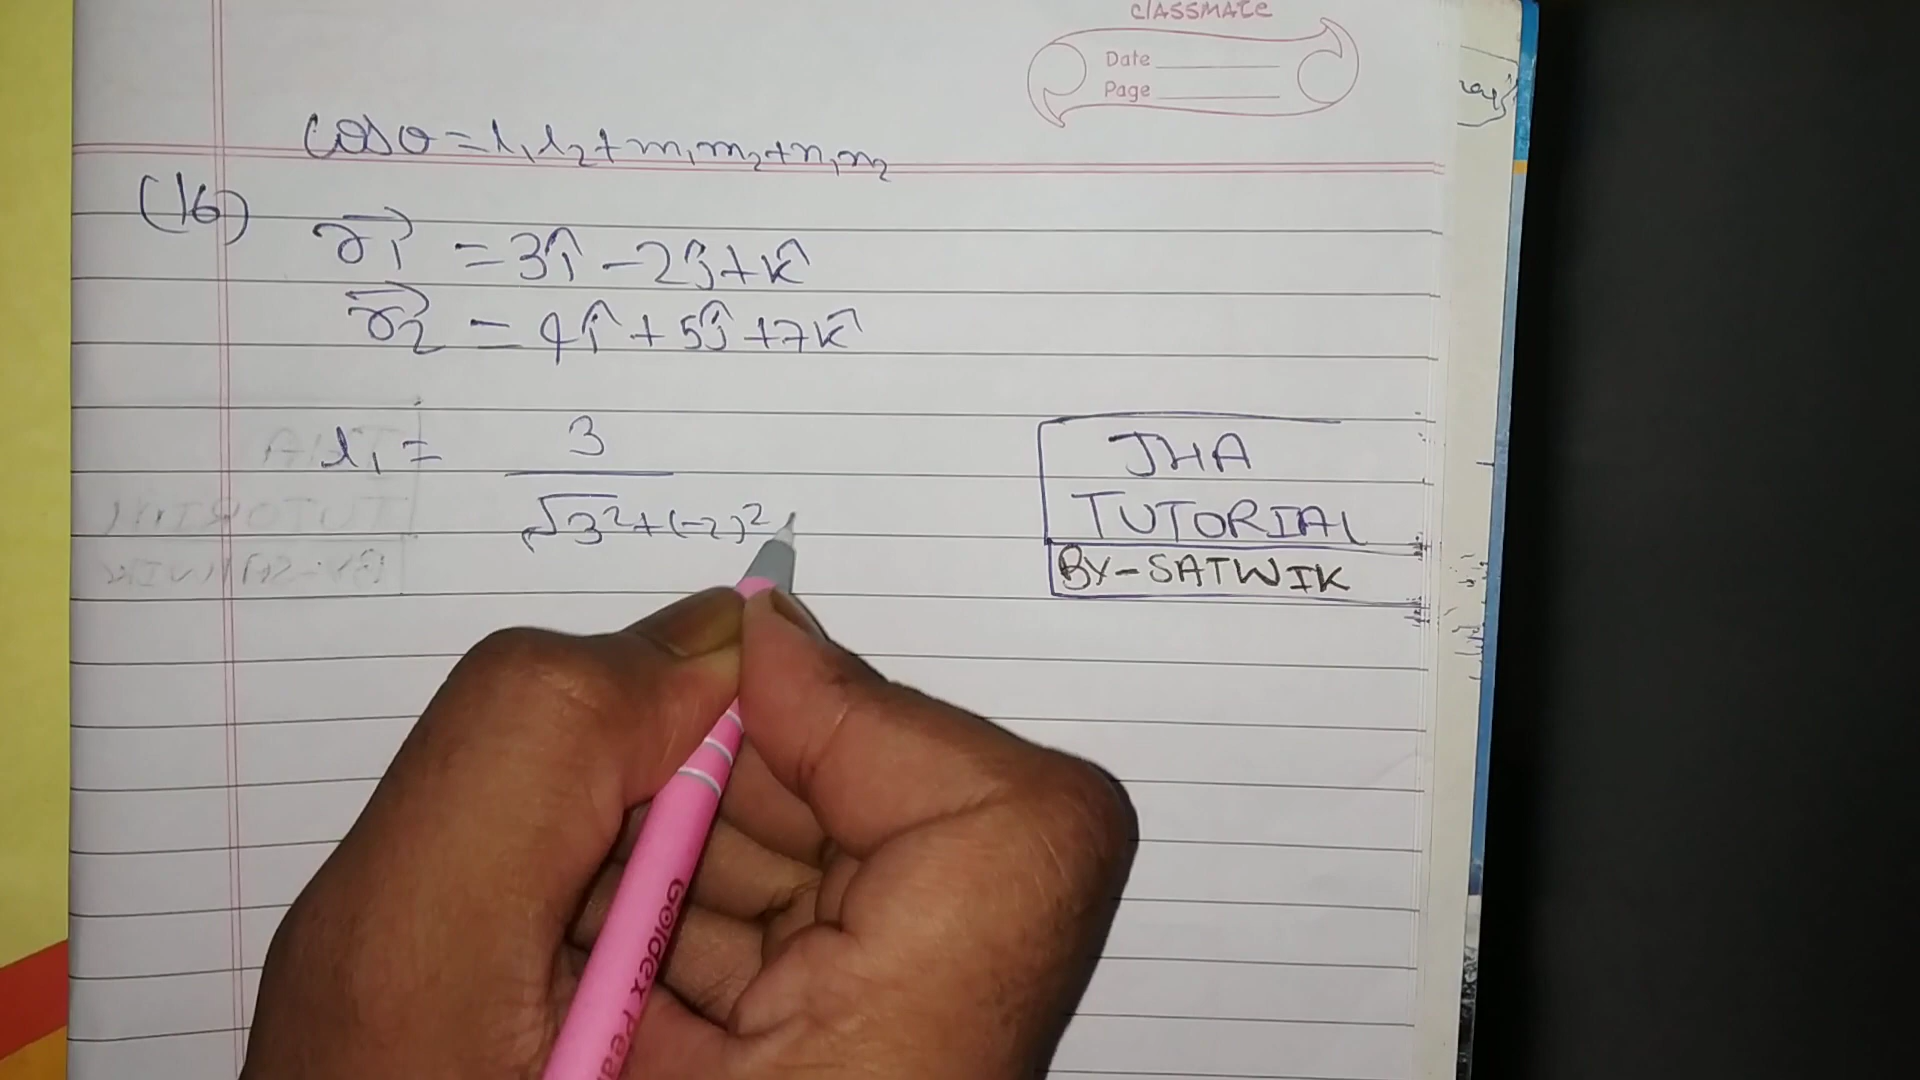 classmate
Date
Page
cosθ = l₁l₂ + m₁m₂ + n₁n₂
(16)
r₁ = 3î - 2ĵ + k̂
r₂ = 4î + 5ĵ + 7k̂
l₁ = 3
√3² + (-2)²
JHA
TUTORIAL
BY-SATWIK
Goldex